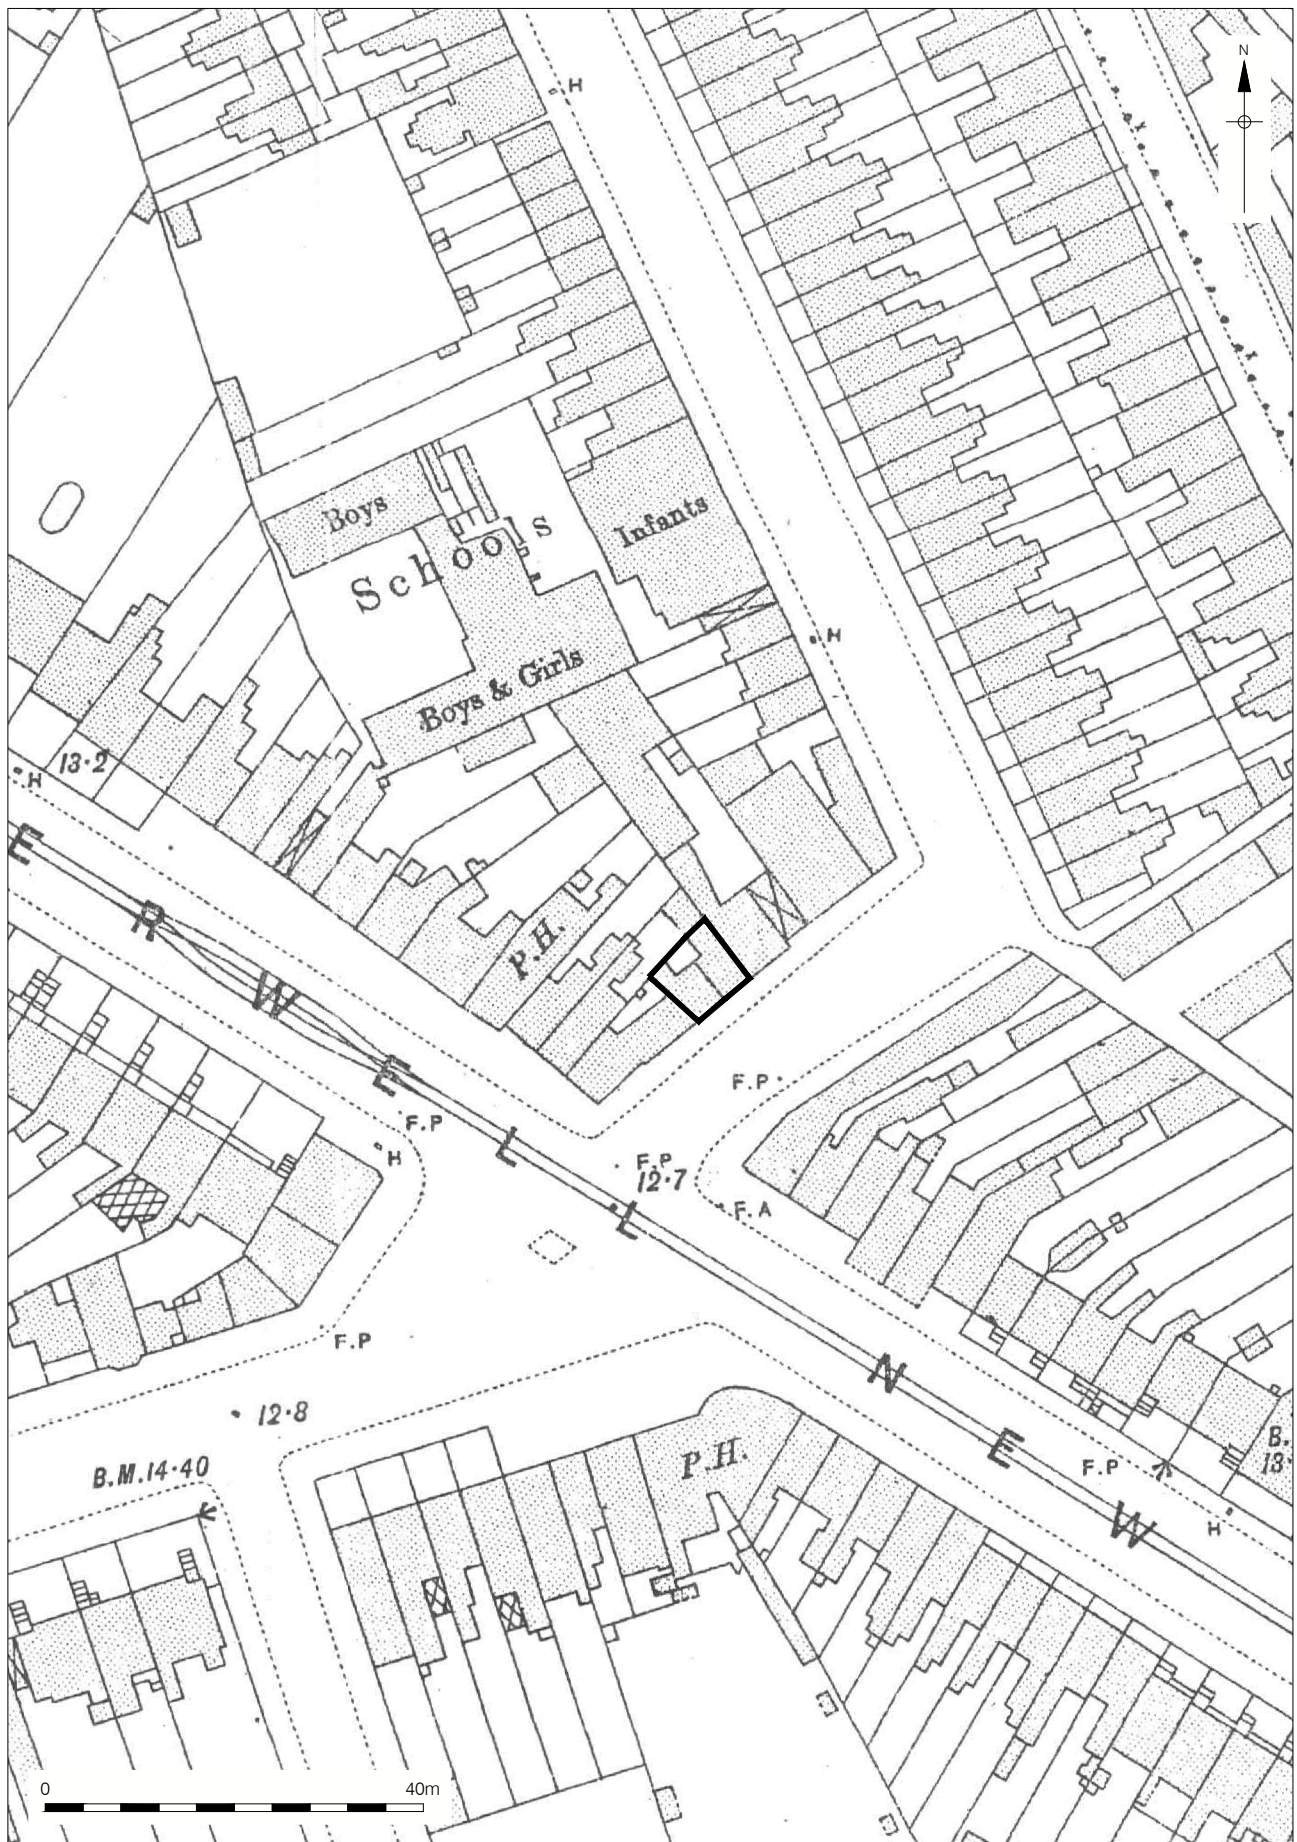 N
H
Boys
Infants
Schools
H
Boys & Girls
13·2
H
E
R
W
P.H.
E
F.P
F.P
L
H
F.P
12·7
L
F.A
F.P
N
12·8
E
B.M.14·40
P.H.
F.P
B.
13·
W
H
0 40m